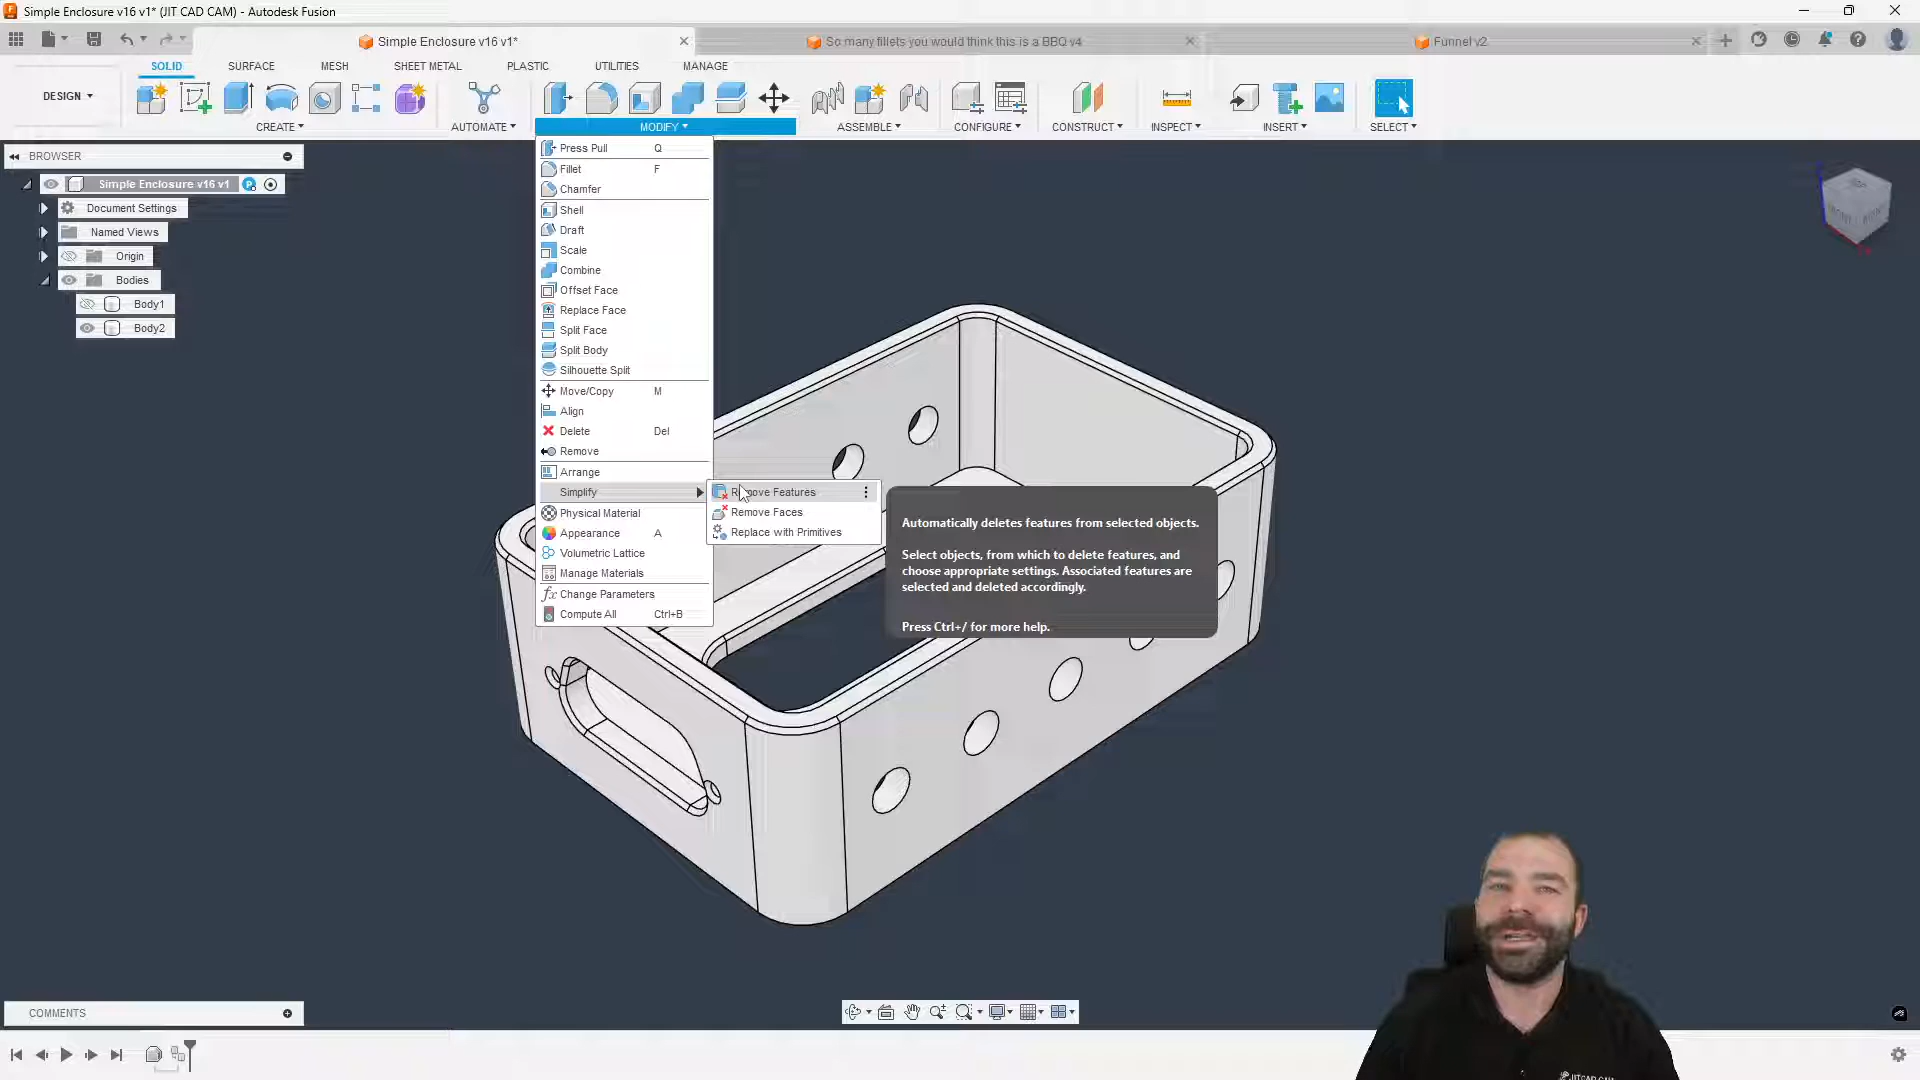 Simple Enclosure v16 v1* (JIT CAD CAM) - Autodesk Fusion
Simple Enclosure v16 v1*
So many fillets you would think this is a BBQ v4
Funnel v2
SOLID
SURFACE
MESH
SHEET METAL
PLASTIC
UTILITIES
MANAGE
DESIGN
CREATE
AUTOMATE
MODIFY
ASSEMBLE
CONFIGURE
CONSTRUCT
INSPECT
INSERT
SELECT
BROWSER
Simple Enclosure v16 v1
Document Settings
Named Views
Origin
Bodies
Body1
Body2
Press Pull Q
Fillet F
Chamfer
Shell
Draft
Scale
Combine
Offset Face
Replace Face
Split Face
Split Body
Silhouette Split
Move/Copy M
Align
Delete Del
Remove
Arrange
Simplify
Physical Material
Appearance A
Volumetric Lattice
Manage Materials
Change Parameters
Compute All Ctrl+B
Remove Features
Remove Faces
Replace with Primitives
Automatically deletes features from selected objects.
Select objects, from which to delete features, and
choose appropriate settings. Associated features are
selected and deleted accordingly.
Press Ctrl+/ for more help.
COMMENTS
JITCAD CAM